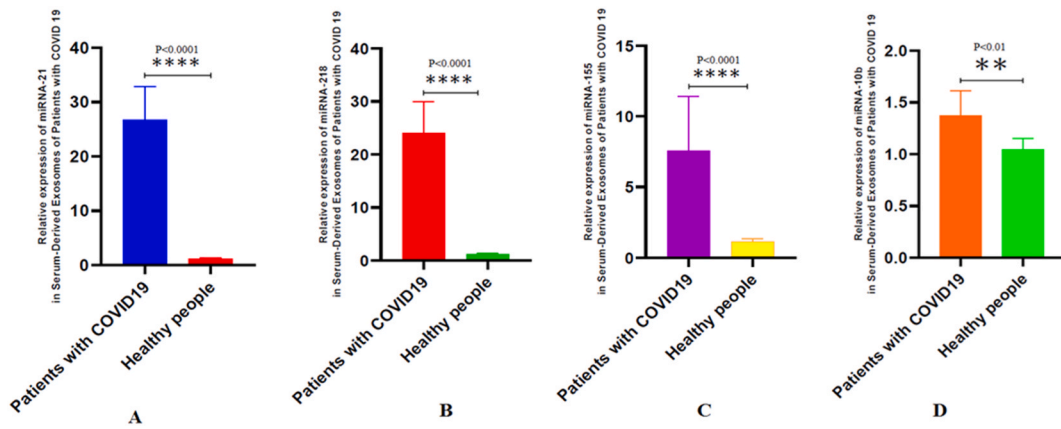 Relative expression of miRNA-21
in Serum-Derived Exosomes of Patients with COVID 19
40
30
20
10
0
P<0.0001
****
Patients with COVID19
Healthy people
A
Relative expression of miRNA-218
in Serum-Derived Exosomes of Patients with COVID 19
40
30
20
10
0
P<0.0001
****
Patients with COVID19
Healthy people
B
Relative expression of miRNA-155
in Serum-Derived Exosomes of Patients with COVID 19
15
10
5
0
P<0.0001
****
Patients with COVID19
Healthy people
C
Relative expression of miRNA-10b
in Serum-Derived Exosomes of Patients with COVID 19
2.0
1.5
1.0
0.5
0.0
P<0.01
**
Patients with COVID19
Healthy people
D